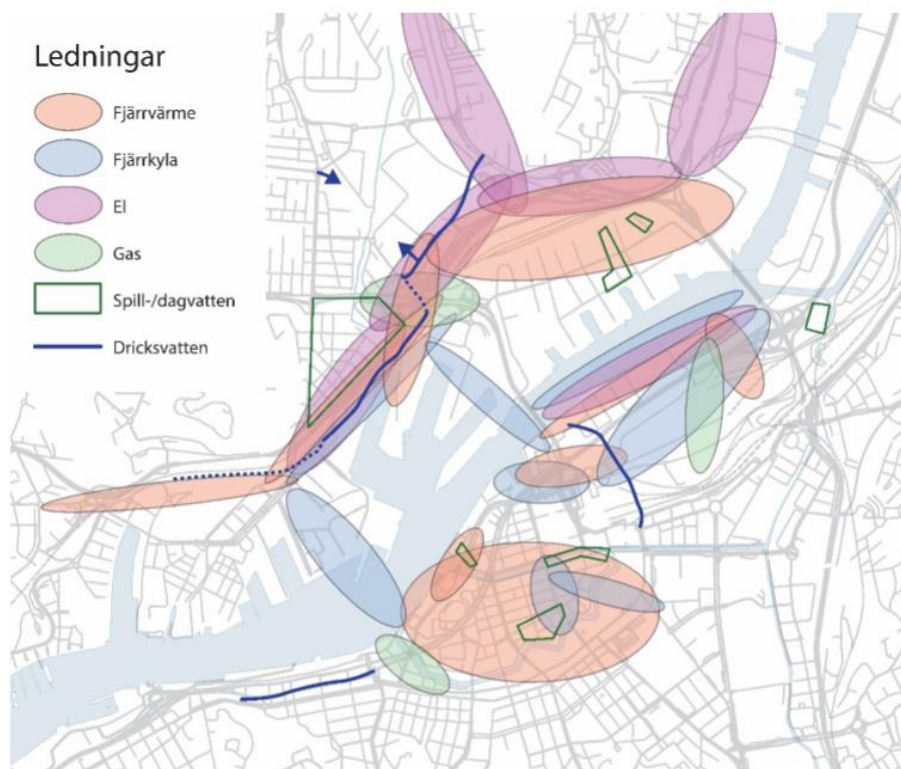 Ledningar
Fjärrvärme
Fjärrkyla
El
Gas
Spill-/dagvatten
Dricksvatten